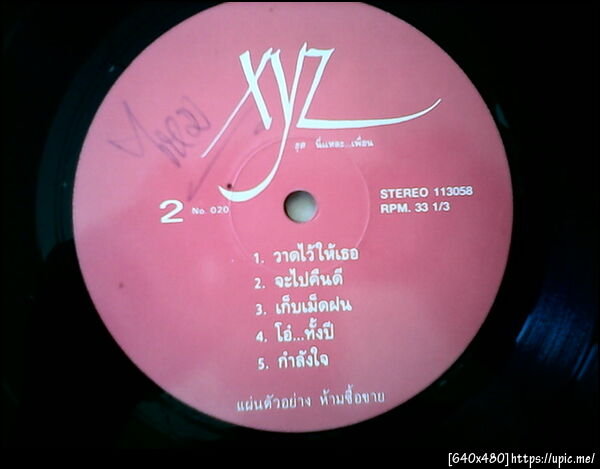 xyz
ชุด นี่แหละ...เพื่อน
2 No. 020
STEREO 113058
RPM. 33 1/3
1. วาดไว้ให้เธอ
2. จะไปคืนดี
3. เก็บเม็ดฝน
4. โอ๋...ทั้งปี
5. กำลังใจ
แผ่นตัวอย่าง ห้ามซื้อขาย
[640x480]https://upic.me/